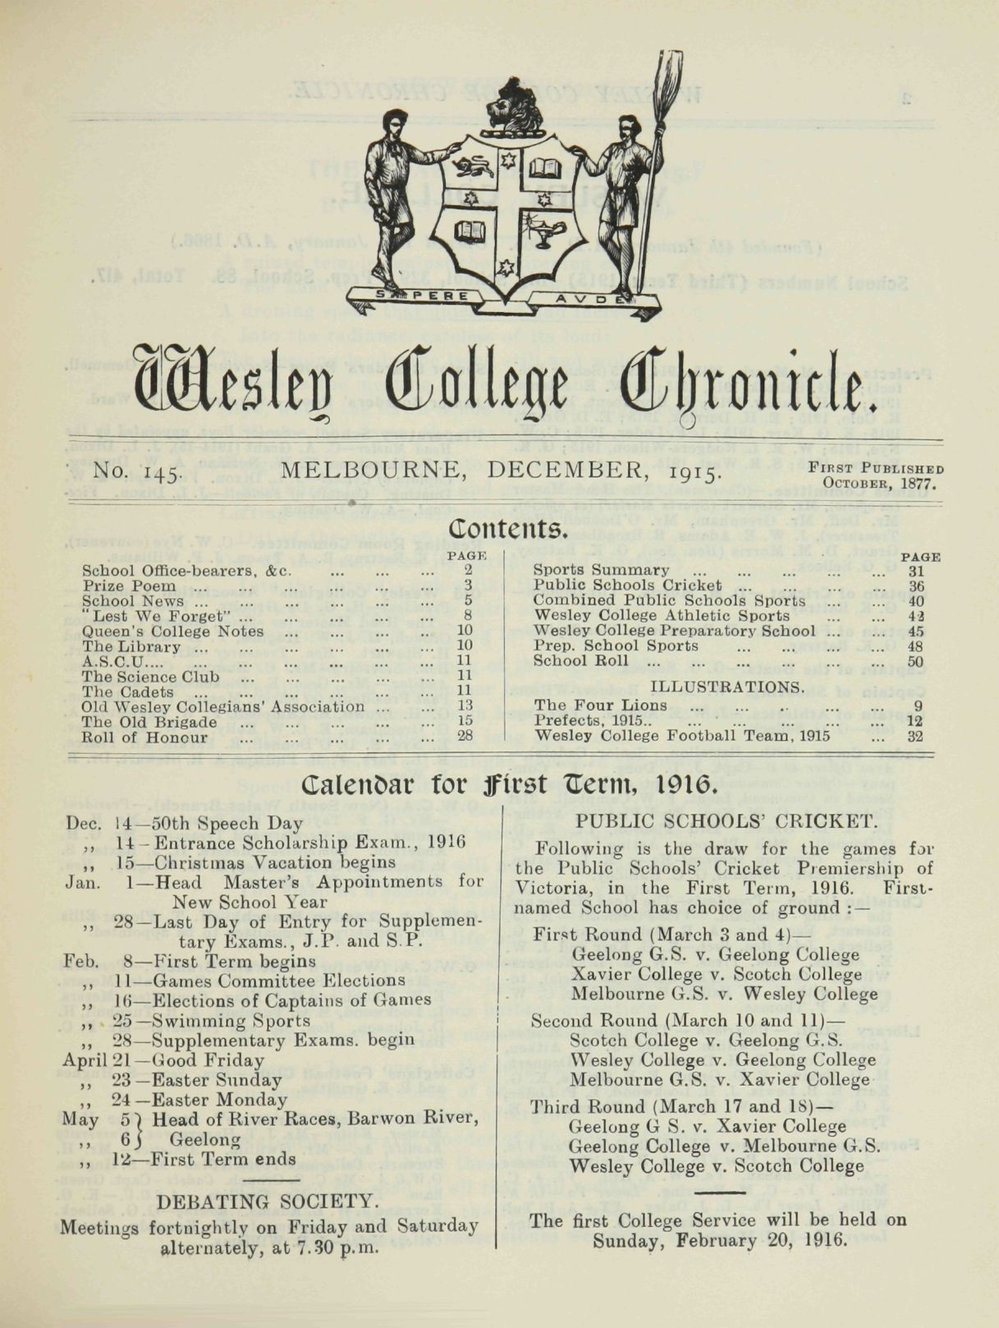 SAPERE AVDE
Wesley College Chronicle.
No. 145. MELBOURNE, DECEMBER, 1915. First Published
October, 1877.
Contents.
PAGE
School Office-bearers, &c. ... ... ... 2
Prize Poem ... ... ... ... ... ... 3
School News ... ... ... ... ... ... 5
"Lest We Forget" ... ... ... ... ... 8
Queen's College Notes ... ... ... .. 10
The Library ... ... ... ... ... ... 10
A.S.C.U.... ... ... ... ... ... ... 11
The Science Club ... ... ... ... ... 11
The Cadets ... ... ... ... ... ... 11
Old Wesley Collegians' Association ... ... 13
The Old Brigade ... ... ... ... ... 15
Roll of Honour ... ... ... ... ... 28
PAGE
Sports Summary ... ... ... ... ... 31
Public Schools Cricket ... ... ... ... 36
Combined Public Schools Sports ... ... 40
Wesley College Athletic Sports ... ... 42
Wesley College Preparatory School ... ... 45
Prep. School Sports ... ... ... ... 48
School Roll ... ... ... ... ... ... 50
ILLUSTRATIONS.
The Four Lions ... ... .. ... ... 9
Prefects, 1915.. ... ... ... ... ... 12
Wesley College Football Team, 1915 ... 32
Calendar for First Term, 1916.
Dec. 14—50th Speech Day
,, 14—Entrance Scholarship Exam., 1916
,, 15—Christmas Vacation begins
Jan. 1—Head Master's Appointments for
New School Year
,, 28—Last Day of Entry for Supplemen-
tary Exams., J.P. and S.P.
Feb. 8—First Term begins
,, 11—Games Committee Elections
,, 16—Elections of Captains of Games
,, 25—Swimming Sports
,, 28—Supplementary Exams. begin
April 21—Good Friday
,, 23—Easter Sunday
,, 24—Easter Monday
May 5} Head of River Races, Barwon River,
,, 6} Geelong
,, 12—First Term ends
DEBATING SOCIETY.
Meetings fortnightly on Friday and Saturday
alternately, at 7.30 p.m.
PUBLIC SCHOOLS' CRICKET.
Following is the draw for the games for
the Public Schools' Cricket Premiership of
Victoria, in the First Term, 1916. First-
named School has choice of ground :—
First Round (March 3 and 4)—
Geelong G.S. v. Geelong College
Xavier College v. Scotch College
Melbourne G.S. v. Wesley College
Second Round (March 10 and 11)—
Scotch College v. Geelong G.S.
Wesley College v. Geelong College
Melbourne G.S. v. Xavier College
Third Round (March 17 and 18)—
Geelong G S. v. Xavier College
Geelong College v. Melbourne G.S.
Wesley College v. Scotch College
The first College Service will be held on
Sunday, February 20, 1916.